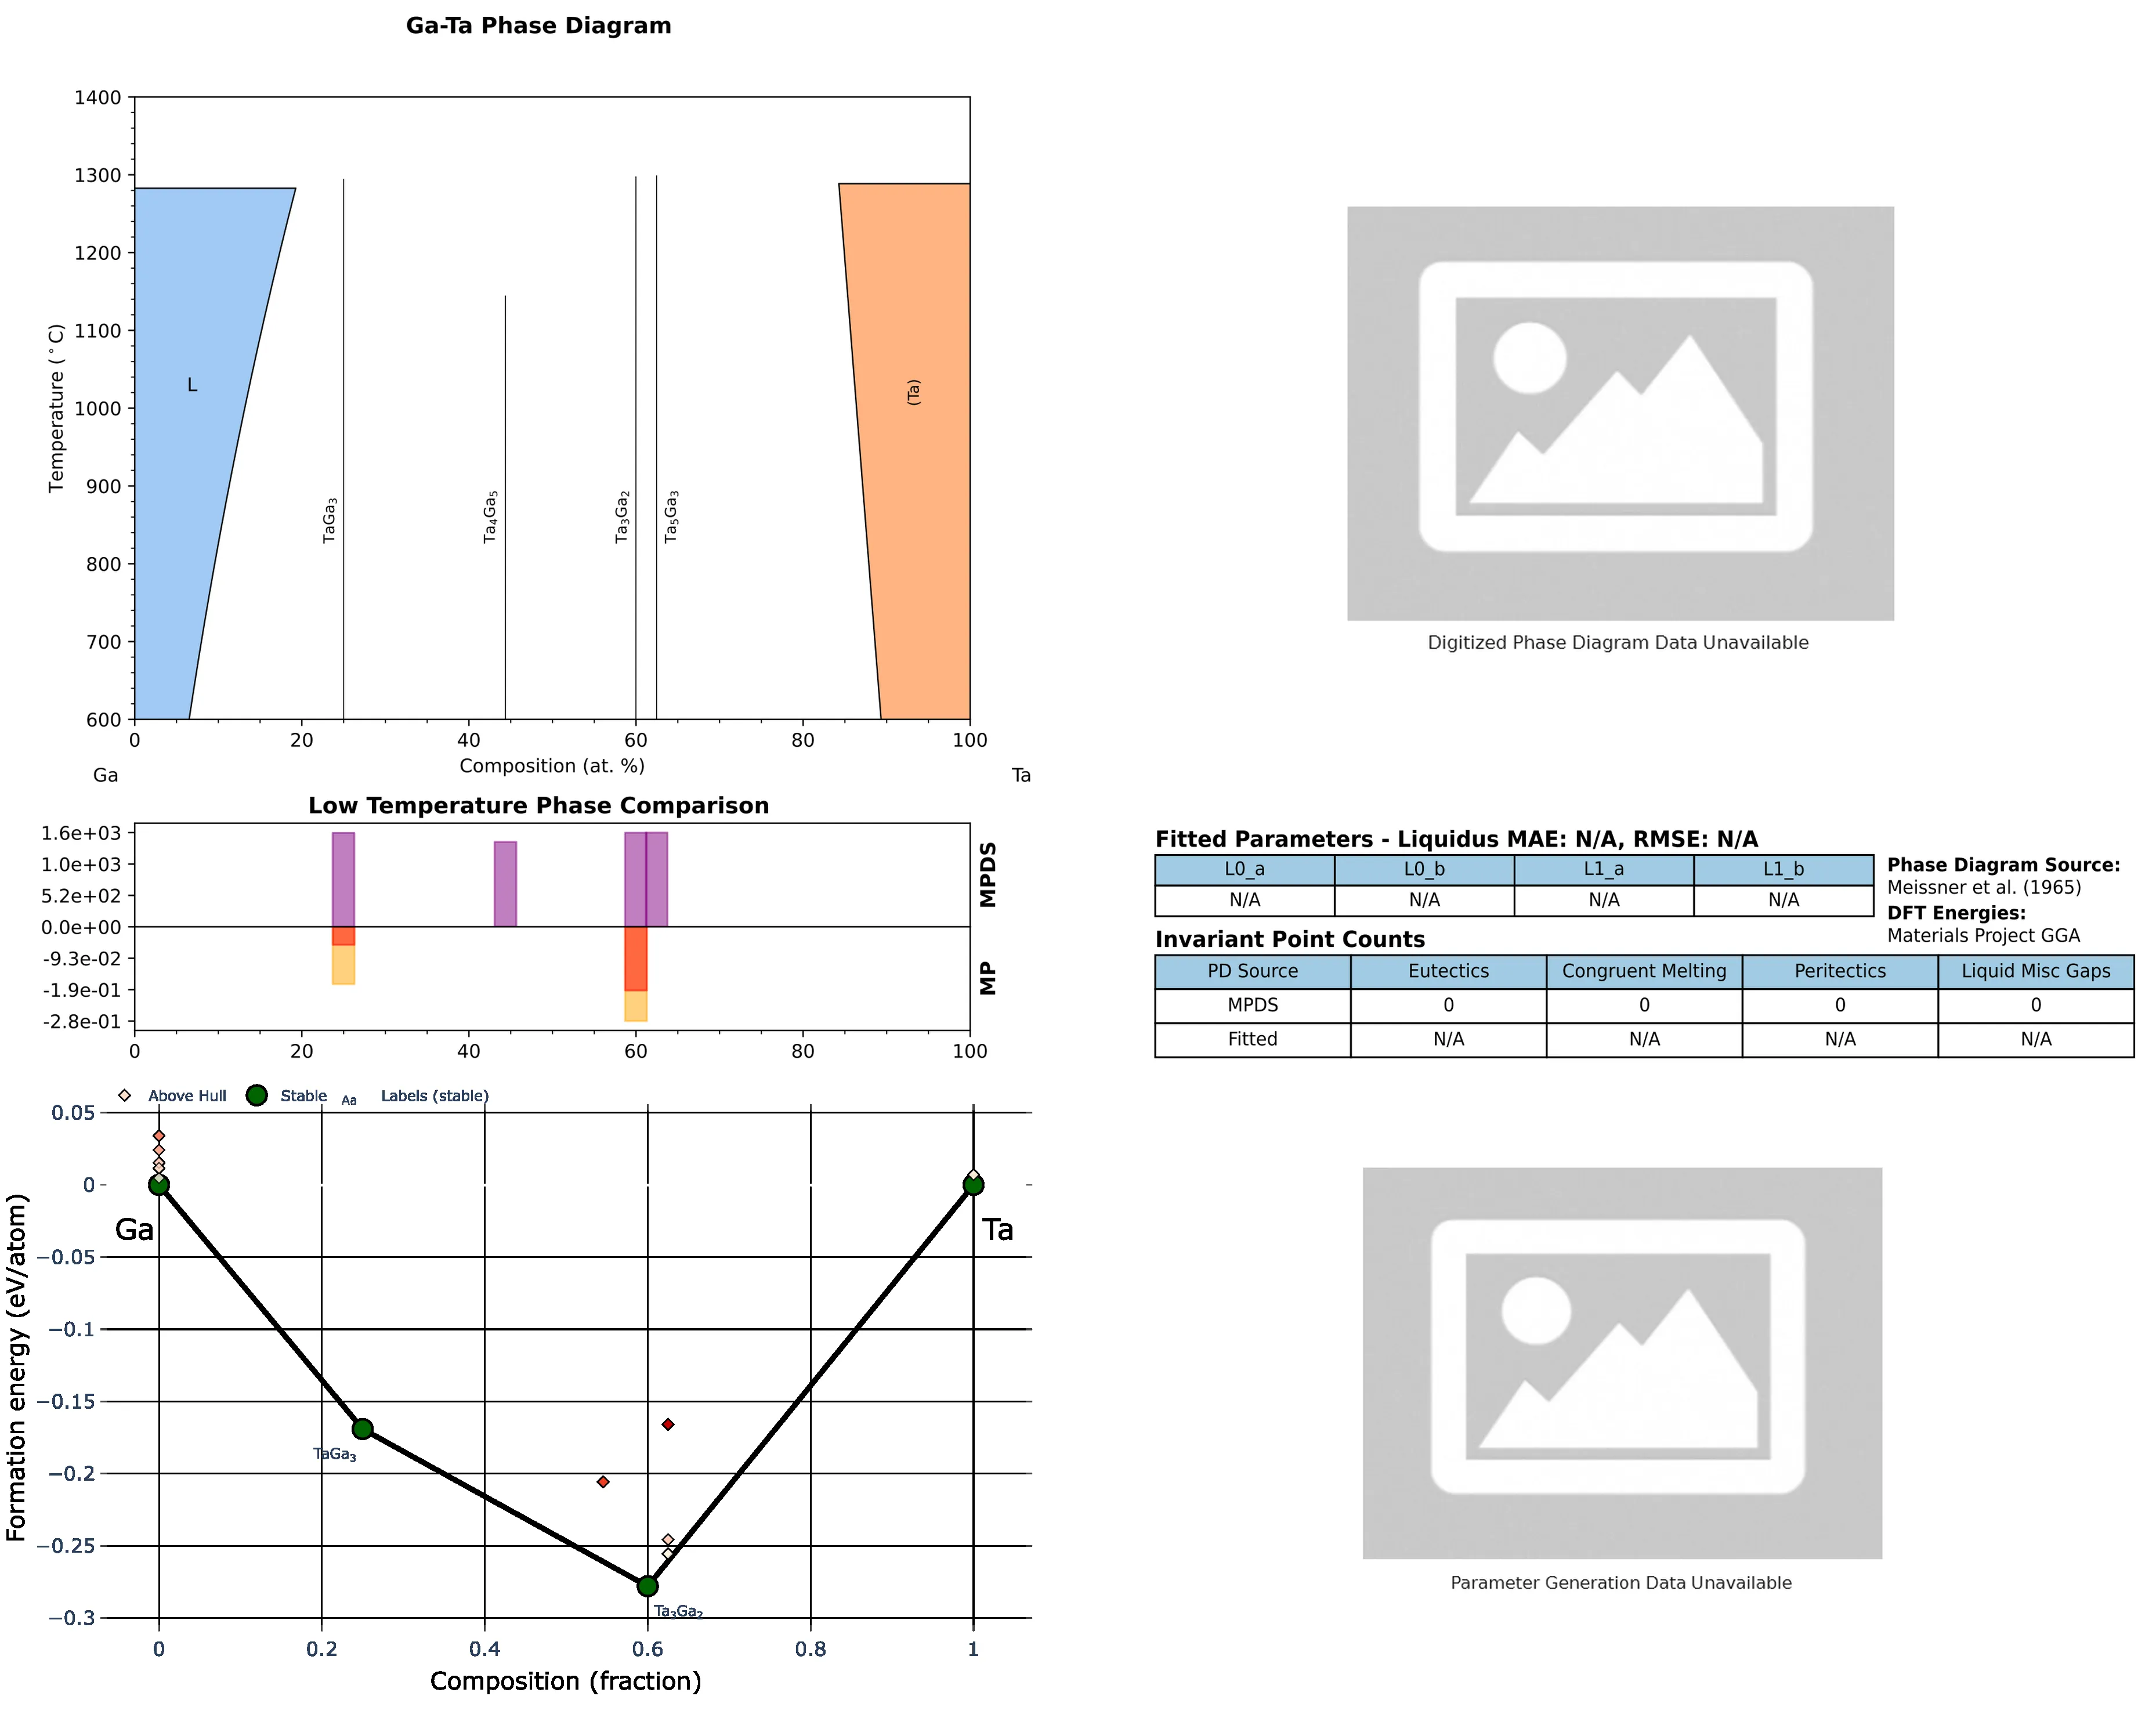 Ga-Ta Phase Diagram
1400
1300
1200
1100
1000
900
800
700
600
Temperature (°C)
L
TaGa₃
Ta₄Ga₅
Ta₃Ga₂
Ta₅Ga₃
(Ta)
0 20 40 60 80 100
Composition (at. %)
Ga Ta
Digitized Phase Diagram Data Unavailable
Low Temperature Phase Comparison
1.6e+03
1.0e+03
5.2e+02
0.0e+00
-9.3e-02
-1.9e-01
-2.8e-01
MPDS
MP
0 20 40 60 80 100
Fitted Parameters - Liquidus MAE: N/A, RMSE: N/A
L0_a L0_b L1_a L1_b
N/A N/A N/A N/A
Phase Diagram Source:
Meissner et al. (1965)
DFT Energies:
Materials Project GGA
Invariant Point Counts
PD Source Eutectics Congruent Melting Peritectics Liquid Misc Gaps
MPDS 0 0 0 0
Fitted N/A N/A N/A N/A
Above Hull Stable Aa Labels (stable)
0.05
0
−0.05
−0.1
−0.15
−0.2
−0.25
−0.3
Formation energy (eV/atom)
Ga
Ta
TaGa₃
Ta₃Ga₂
0 0.2 0.4 0.6 0.8 1
Composition (fraction)
Parameter Generation Data Unavailable